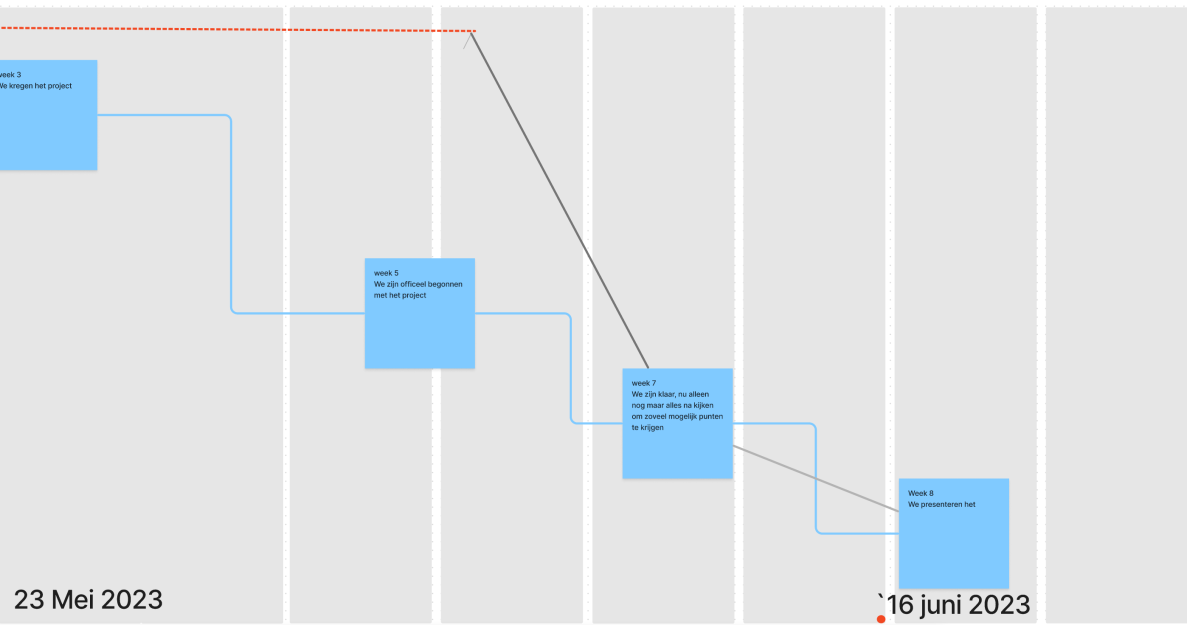 week 3
We kregen het project
week 5
We zijn officeel begonnen
met het project
week 7
We zijn klaar, nu alleen
nog maar alles na kijken
om zoveel mogelijk punten
te krijgen
Week 8
We presenteren het
23 Mei 2023
`16 juni 2023